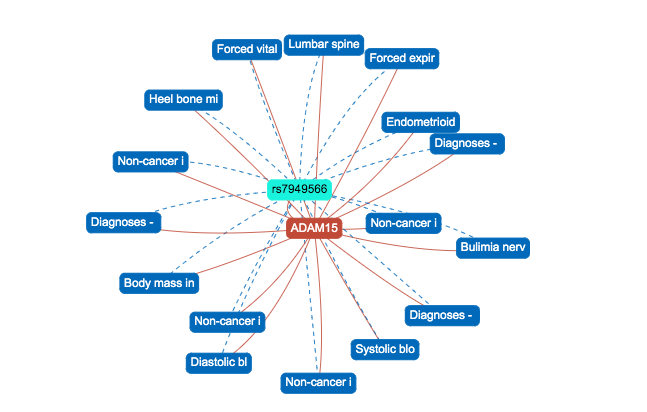 Forced vital
Lumbar spine
Forced expir
Heel bone mi
Endometrioid
Diagnoses -
Non-cancer i
rs7949566
Diagnoses -
ADAM15
Non-cancer i
Bulimia nerv
Body mass in
Diagnoses -
Non-cancer i
Systolic blo
Diastolic bl
Non-cancer i